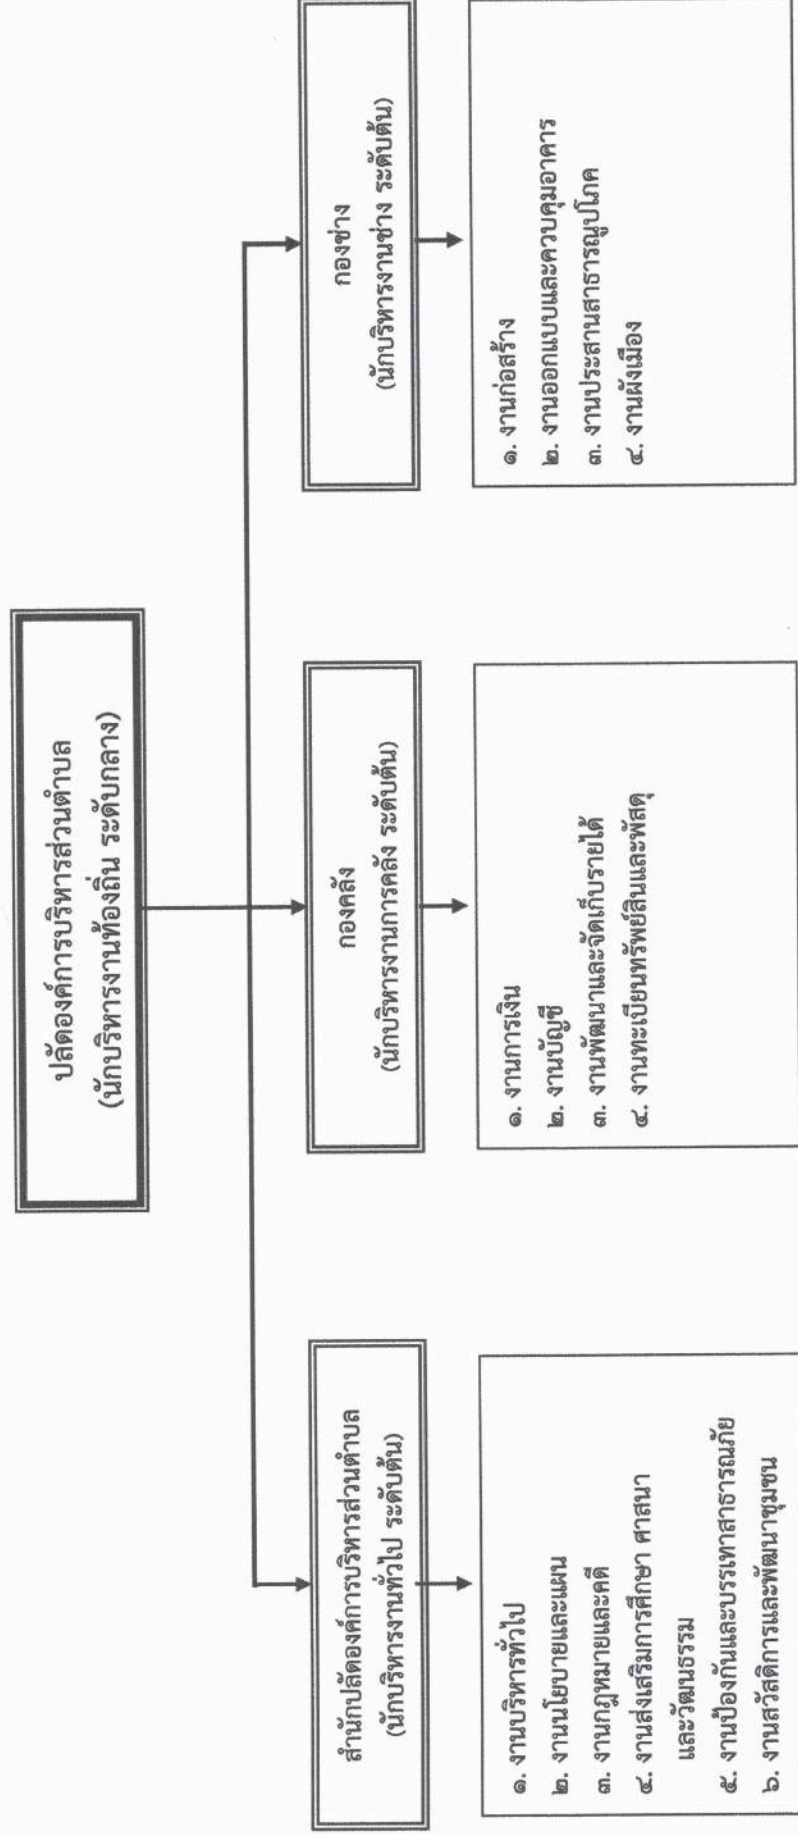 ปลัดองค์การบริหารส่วนตำบล
(นักบริหารงานท้องถิ่น ระดับกลาง)
สำนักปลัดองค์การบริหารส่วนตำบล
(นักบริหารงานทั่วไป ระดับต้น)
กองคลัง
(นักบริหารงานการคลัง ระดับต้น)
กองช่าง
(นักบริหารงานช่าง ระดับต้น)
๑. งานบริหารทั่วไป
๒. งานนโยบายและแผน
๓. งานกฎหมายและคดี
๔. งานส่งเสริมการศึกษา ศาสนา
และวัฒนธรรม
๕. งานป้องกันและบรรเทาสาธารณภัย
๖. งานสวัสดิการและพัฒนาชุมชน
๑. งานการเงิน
๒. งานบัญชี
๓. งานพัฒนาและจัดเก็บรายได้
๔. งานทะเบียนทรัพย์สินและพัสดุ
๑. งานก่อสร้าง
๒. งานออกแบบและควบคุมอาคาร
๓. งานประสานสาธารณูปโภค
๔. งานผังเมือง